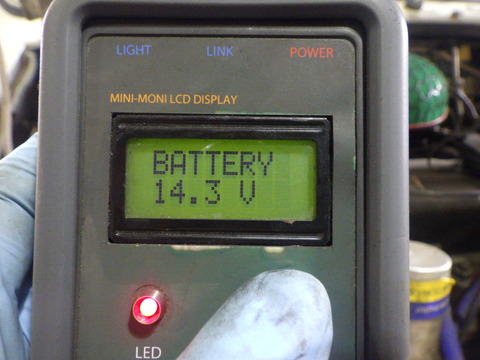 LIGHT LINK POWER
MINI-MONI LCD DISPLAY
BATTERY
14.3 V
LED